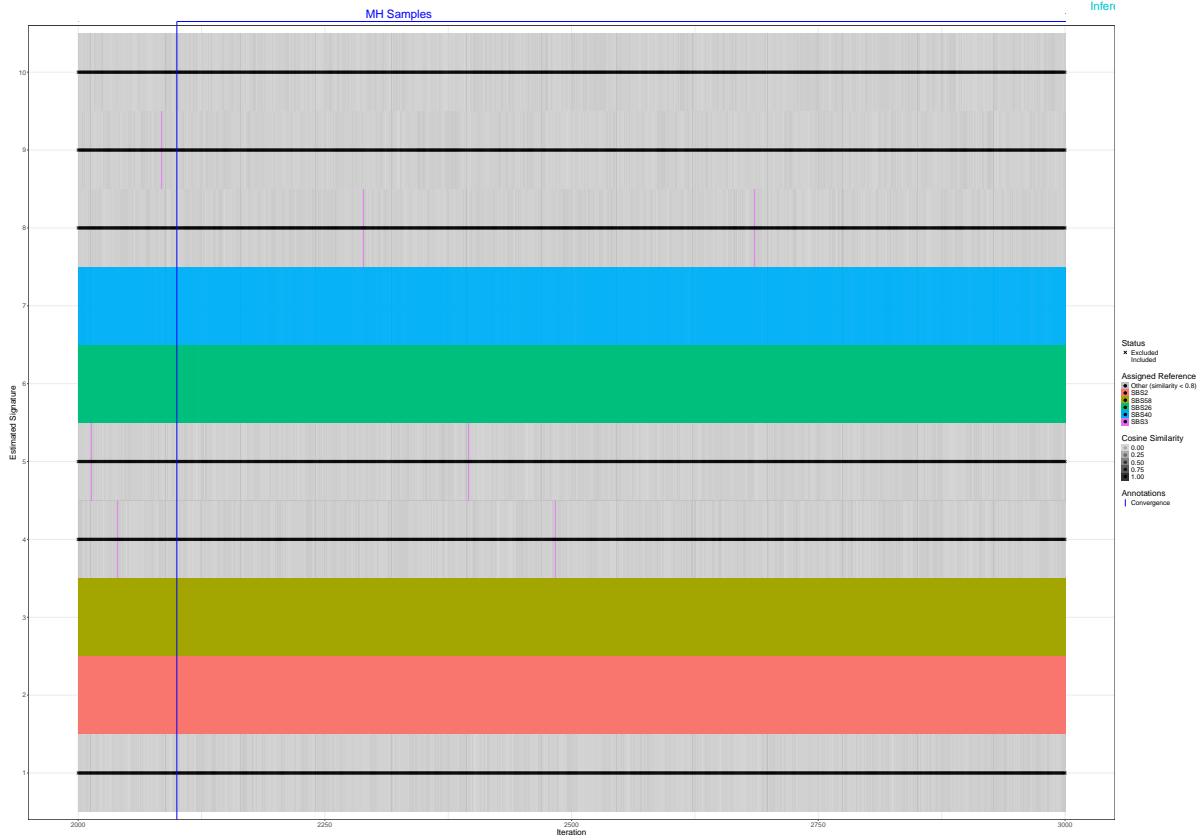 MH Samples
Infere
10
9
8
7
6
5
4
3
2
1
Estimated Signature
2000
2250
2500
2750
3000
Iteration
Status
Excluded
Included
Assigned Reference
Other (similarity < 0.8)
SBS2
SBS58
SBS26
SBS40
SBS3
Cosine Similarity
0.00
0.25
0.50
0.75
1.00
Annotations
Convergence